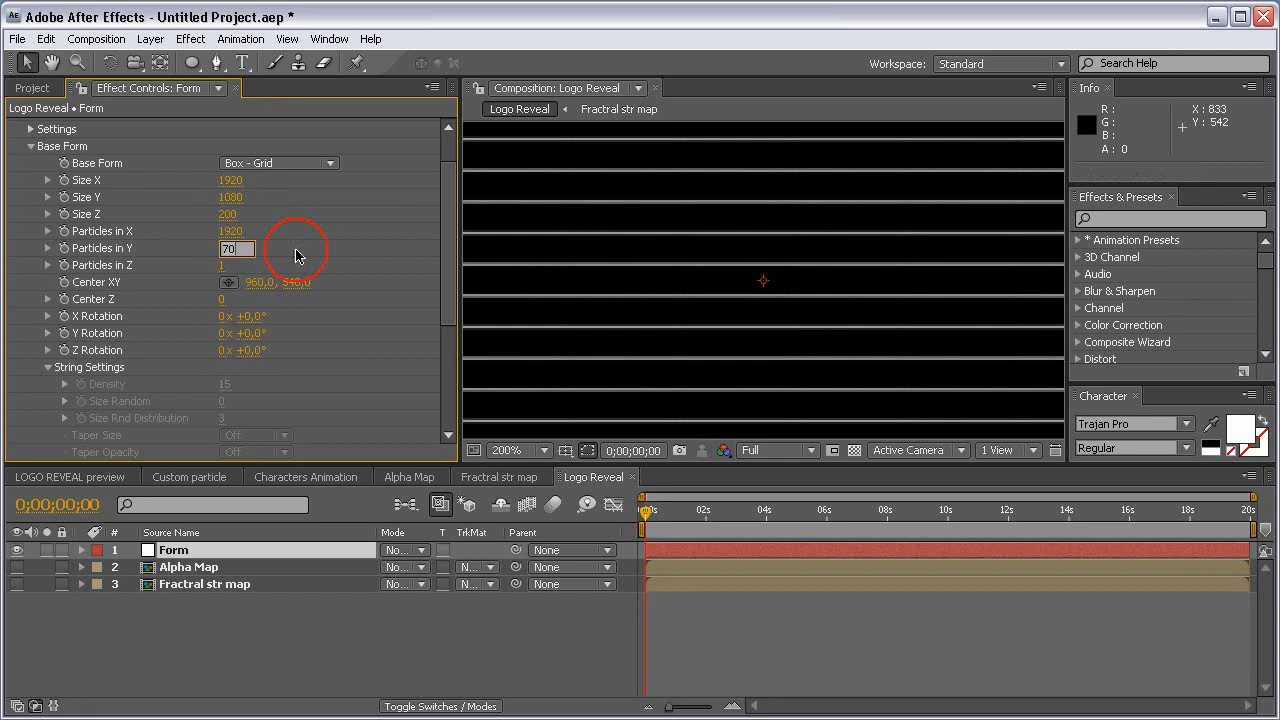 Adobe After Effects - Untitled Project.aep *
File Edit Composition Layer Effect Animation View Window Help
Workspace: Standard Search Help
Project Effect Controls: Form
Logo Reveal • Form
Settings
Base Form
Base Form Box - Grid
Size X 1920
Size Y 1080
Size Z 200
Particles in X 1920
Particles in Y 70
Particles in Z 1
Center XY 960,0, 540,0
Center Z 0
X Rotation 0x +0,0°
Y Rotation 0x +0,0°
Z Rotation 0x +0,0°
String Settings
Density 15
Size Random 0
Size Rnd Distribution 3
Taper Size Off
Taper Opacity Off
Composition: Logo Reveal
Logo Reveal Fractral str map
200% 0;00;00;00 Full Active Camera 1 View
Info
R :
G :
B :
A : 0
X : 833
Y : 542
Effects & Presets
* Animation Presets
3D Channel
Audio
Blur & Sharpen
Channel
Color Correction
Composite Wizard
Distort
Character
Trajan Pro
Regular
LOGO REVEAL preview Custom particle Characters Animation Alpha Map Fractral str map Logo Reveal
0;00;00;00
02s 04s 06s 08s 10s 12s 14s 16s 18s 20s
# Source Name Mode T TrkMat Parent
1 Form No... None
2 Alpha Map No... N... None
3 Fractral str map No... N... None
Toggle Switches / Modes